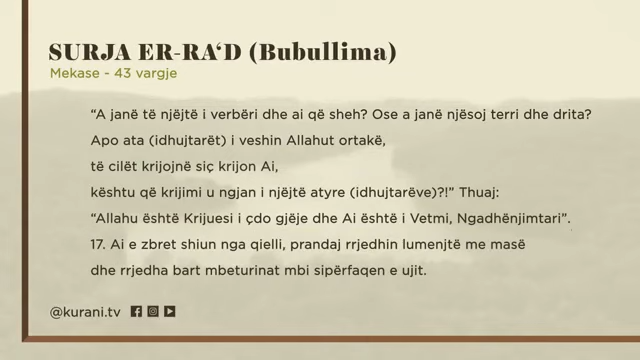 SURJA ER-RA‘D (Bubullima)
Mekase - 43 vargje
“A janë të njëjtë i verbëri dhe ai që sheh? Ose a janë njësoj terri dhe drita?
Apo ata (idhujtarët) i veshin Allahut ortakë,
të cilët krijojnë siç krijon Ai,
kështu që krijimi u ngjan i njëjtë atyre (idhujtarëve)?!” Thuaj:
“Allahu është Krijuesi i çdo gjëje dhe Ai është i Vetmi, Ngadhënjimtari”.
17. Ai e zbret shiun nga qielli, prandaj rrjedhin lumenjtë me masë
dhe rrjedha bart mbeturinat mbi sipërfaqen e ujit.
@kurani.tv